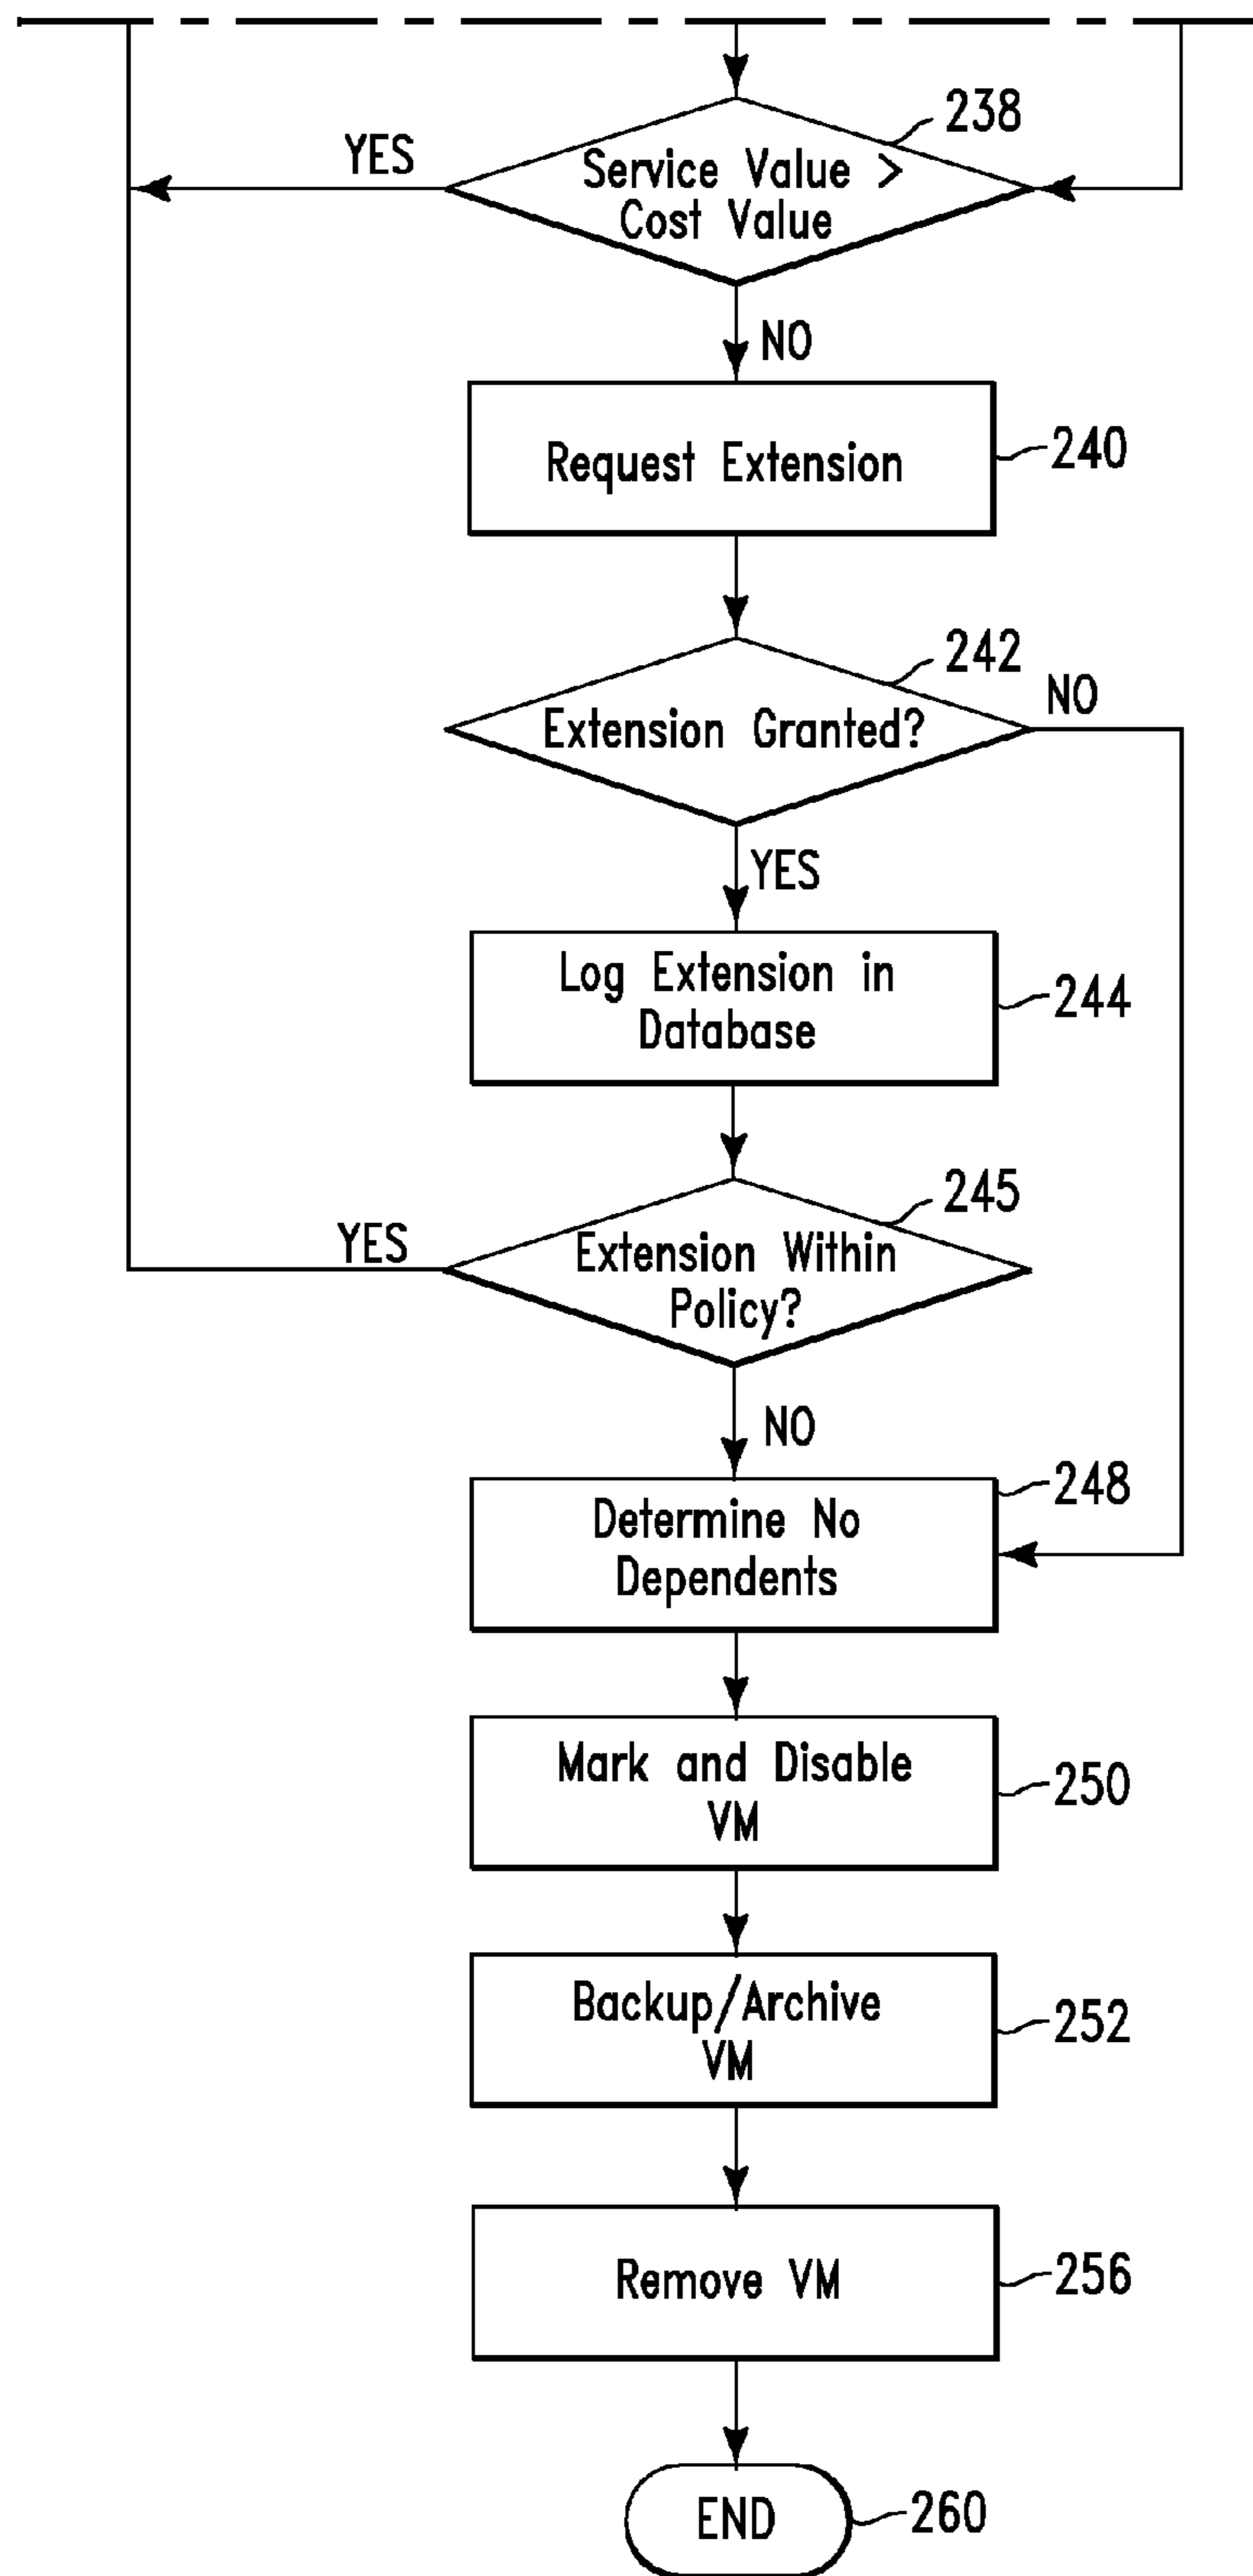 238
YES
Service Value >
Cost Value
NO
Request Extension
240
242
NO
Extension Granted?
YES
Log Extension in
Database
244
245
YES
Extension Within
Policy?
NO
248
Determine No
Dependents
Mark and Disable
VM
250
Backup/Archive
VM
252
Remove VM
256
END
260